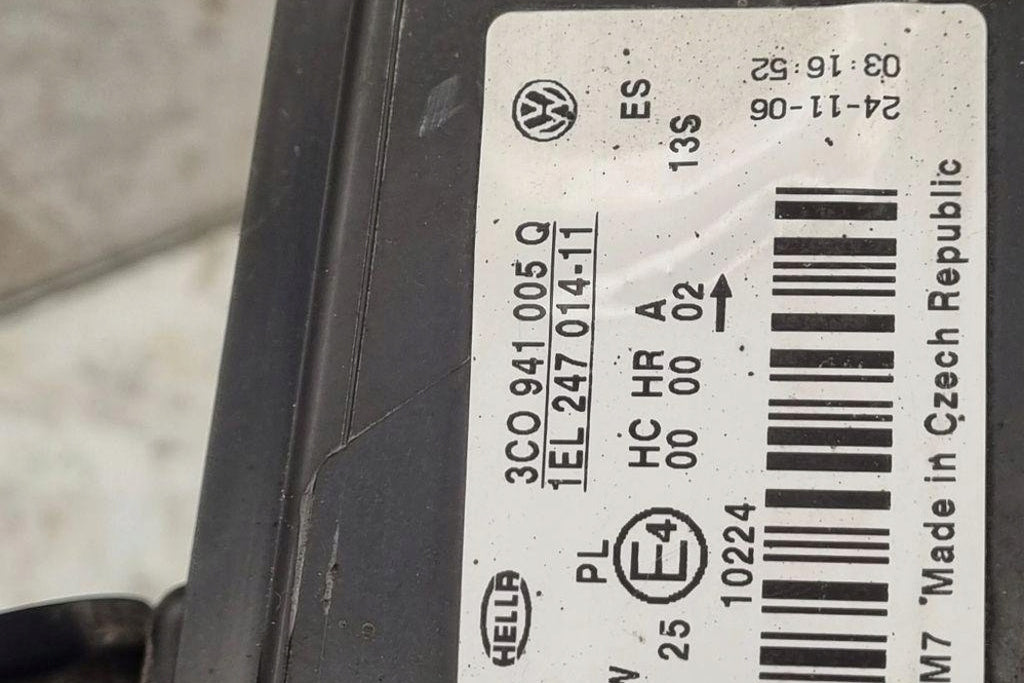 HELLA
3C0 941 005 Q
1EL 247 014-11
PL
ES
E4
HC HR A
13S
25
00 00 02
10224
24-11-06
03:16:52
M7 "Made in Czech Republic